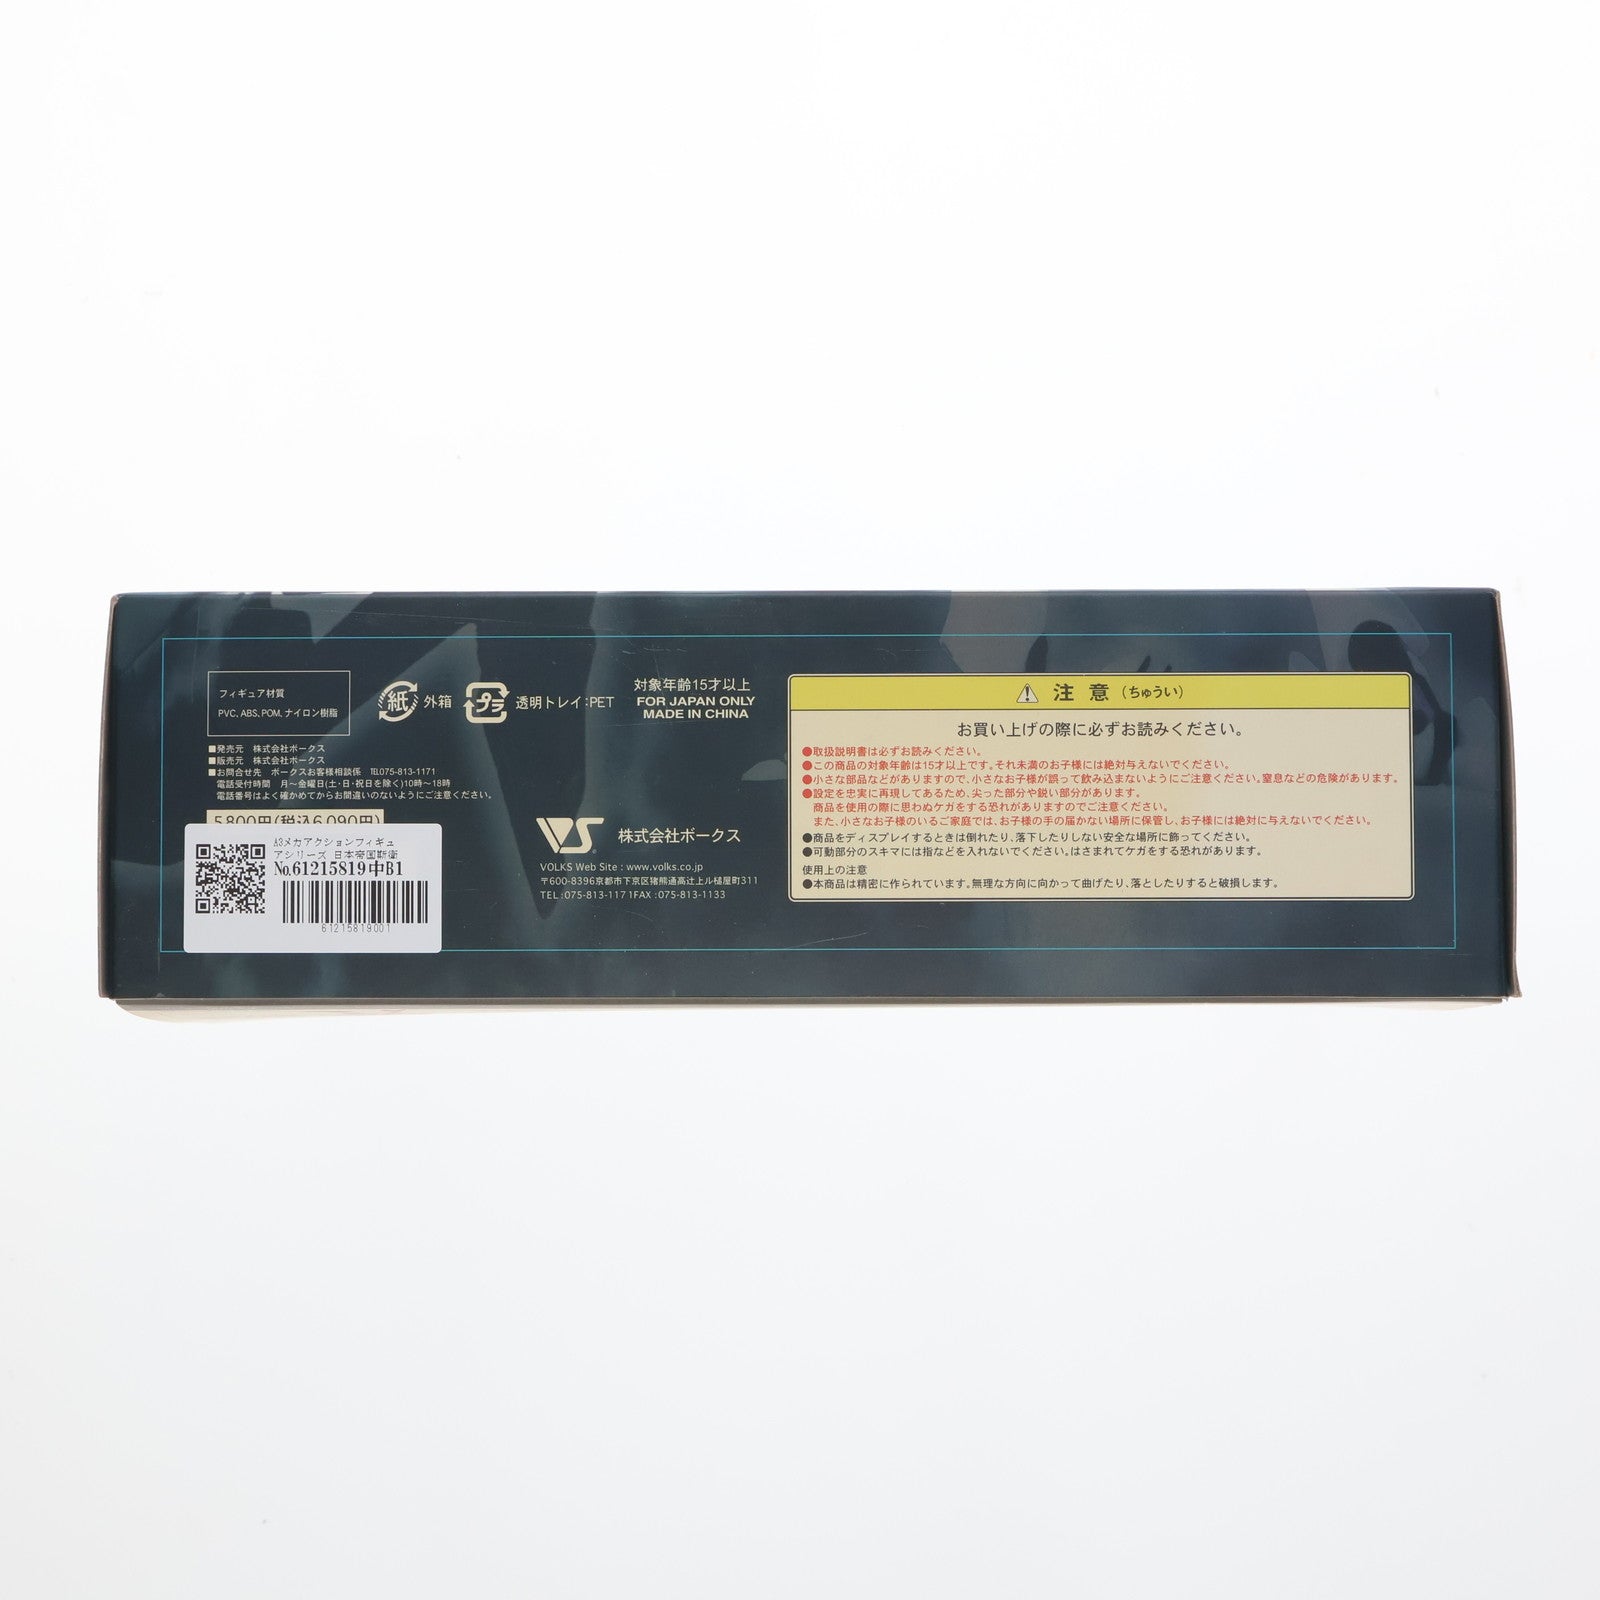 フィギュア材質
PVC、ABS、POM、ナイロン樹脂
紙 外箱
プラ 透明トレイ:PET
対象年齢15才以上
FOR JAPAN ONLY
MADE IN CHINA
■発売元 株式会社ボークス
■販売元 株式会社ボークス
■お問合せ先 ボークスお客様相談係 TEL075-813-1171
電話受付時間 月〜金曜日(土・日・祝日を除く)10時〜18時
電話番号はよく確かめてからお間違いのないようにご注意ください。
5,800円(税込6,090円)
A3メカアクションフィギュ
アシリーズ 日本帝国斯衛
No.61215819中B1
61215819001
VS 株式会社ボークス
VOLKS Web Site : www.volks.co.jp
〒600-8396京都市下京区猪熊通高辻上ル樋屋町311
TEL:075-813-1171FAX:075-813-1133
注意(ちゅうい)
お買い上げの際に必ずお読みください。
●取扱説明書は必ずお読みください。
●この商品の対象年齢は15才以上です。それ未満のお子様には絶対与えないでください。
●小さな部品などがありますので、小さなお子様が誤って飲み込まないようにご注意ください。窒息などの危険があります。
●設定を忠実に再現してあるため、尖った部分や鋭い部分があります。
商品を使用の際に思わぬケガをする恐れがありますのでご注意ください。
また、小さなお子様のいるご家庭では、お子様の手の届かない場所に保管し、お子様には絶対に与えないでください。
●商品をディスプレイするときは倒れたり、落下したりしない安全な場所に飾ってください。
●可動部分のスキマには指などを入れないでください。はさまれてケガをする恐れがあります。
使用上の注意
●本商品は精密に作られています。無理な方向に向かって曲げたり、落としたりすると破損します。